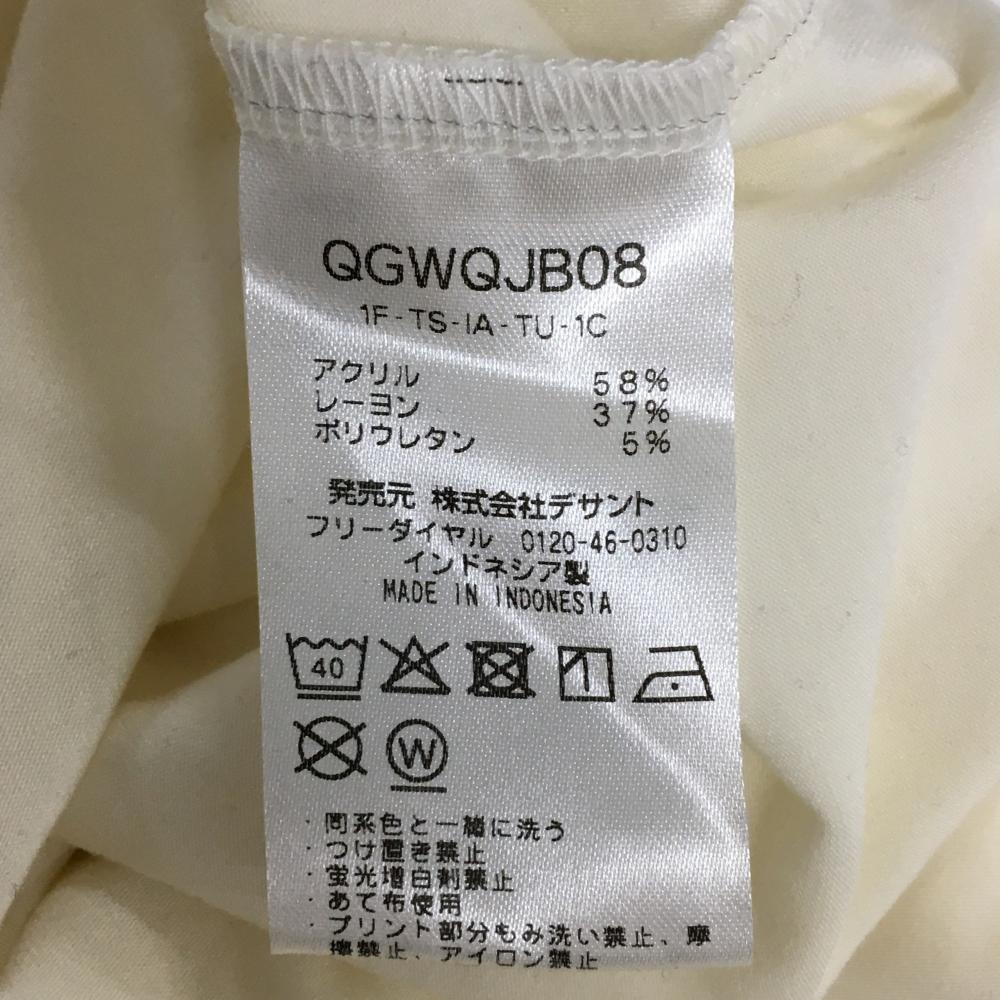 QGWQJB08
1F-TS-IA-TU-1C
アクリル 58%
レーヨン 37%
ポリウレタン 5%
発売元 株式会社デサント
フリーダイヤル 0120-46-0310
インドネシア製
MADE IN INDONESIA
40
W
・同系色と一緒に洗う
・つけ置き禁止
・蛍光増白剤禁止
・あて布使用
・プリント部分もみ洗い禁止、摩
擦禁止、アイロン禁止